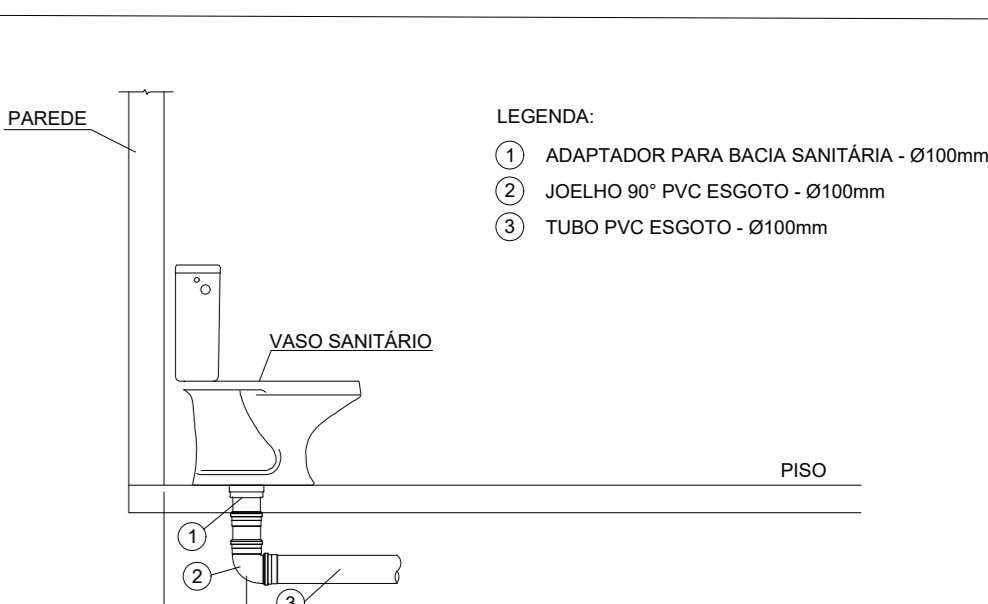 PAREDE
LEGENDA:
1 ADAPTADOR PARA BACIA SANITÁRIA - Ø100mm
2 JOELHO 90° PVC ESGOTO - Ø100mm
3 TUBO PVC ESGOTO - Ø100mm
VASO SANITÁRIO
PISO
1
2
3